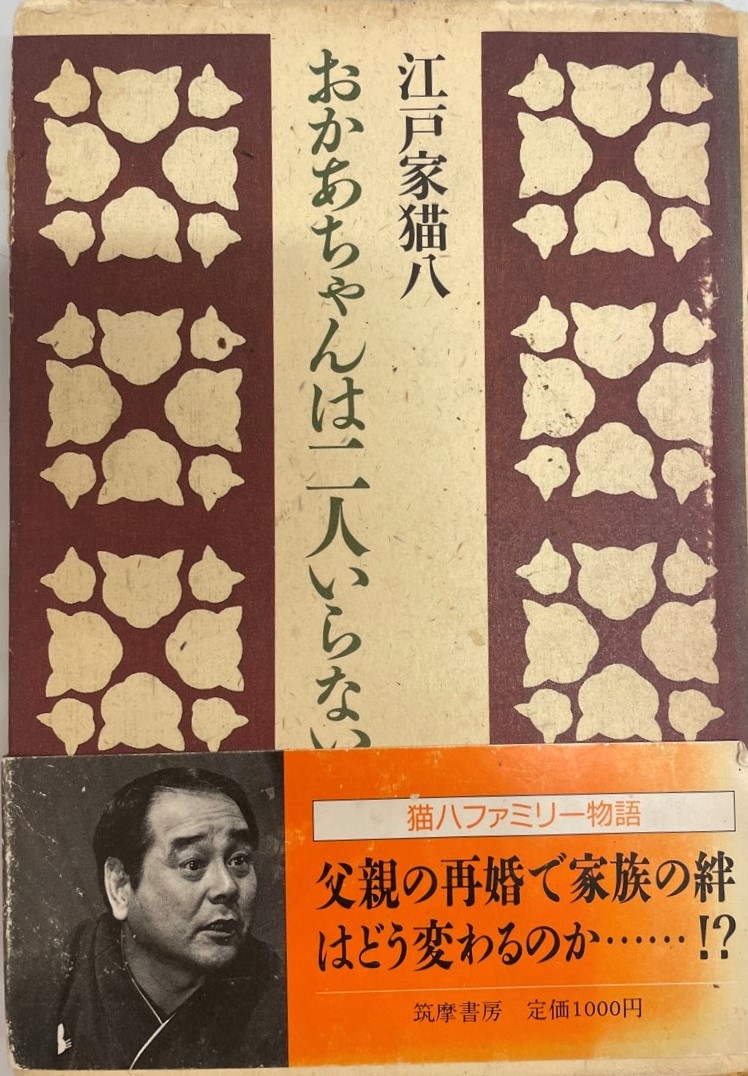 江戸家猫八
おかあちゃんは二人いらない
猫八ファミリー物語
父親の再婚で家族の絆
はどう変わるのか……!?
筑摩書房 定価1000円